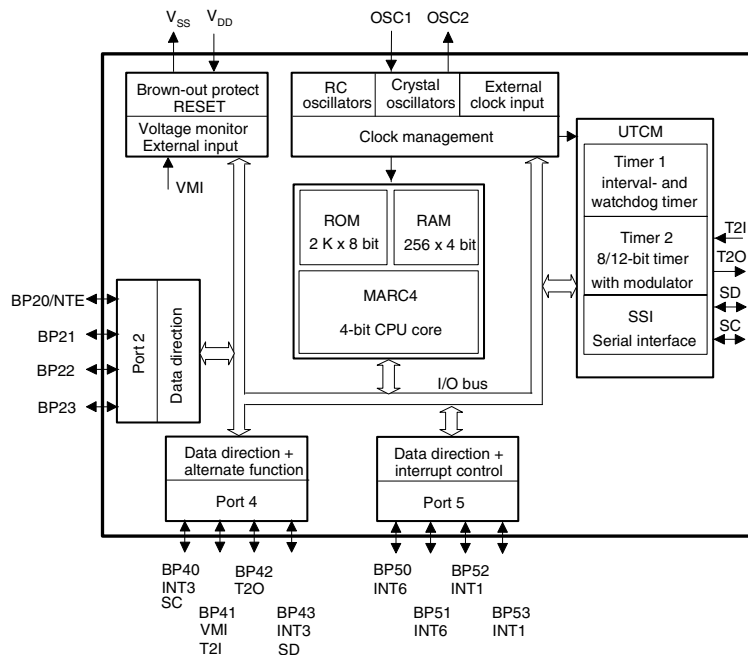 VSS
VDD
OSC1
OSC2
Brown-out protect
RESET
Voltage monitor
External input
VMI
RC
oscillators
Crystal
oscillators
External
clock input
Clock management
ROM
2 K x 8 bit
RAM
256 x 4 bit
MARC4
4-bit CPU core
UTCM
Timer 1
interval- and
watchdog timer
Timer 2
8/12-bit timer
with modulator
SSI
Serial interface
T2I
T2O
SD
SC
BP20/NTE
BP21
BP22
BP23
Port 2
Data direction
I/O bus
Data direction +
alternate function
Port 4
Data direction +
interrupt control
Port 5
BP40
INT3
SC
BP41
VMI
T2I
BP42
T2O
BP43
INT3
SD
BP50
INT6
BP51
INT6
BP52
INT1
BP53
INT1